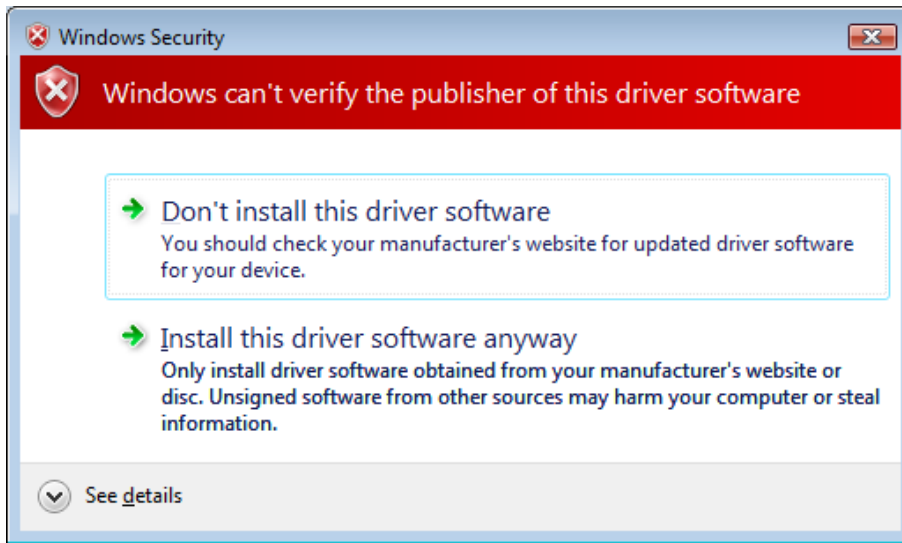 Windows Security
Windows can't verify the publisher of this driver software
Don't install this driver software
You should check your manufacturer's website for updated driver software
for your device.
Install this driver software anyway
Only install driver software obtained from your manufacturer's website or
disc. Unsigned software from other sources may harm your computer or steal
information.
See details